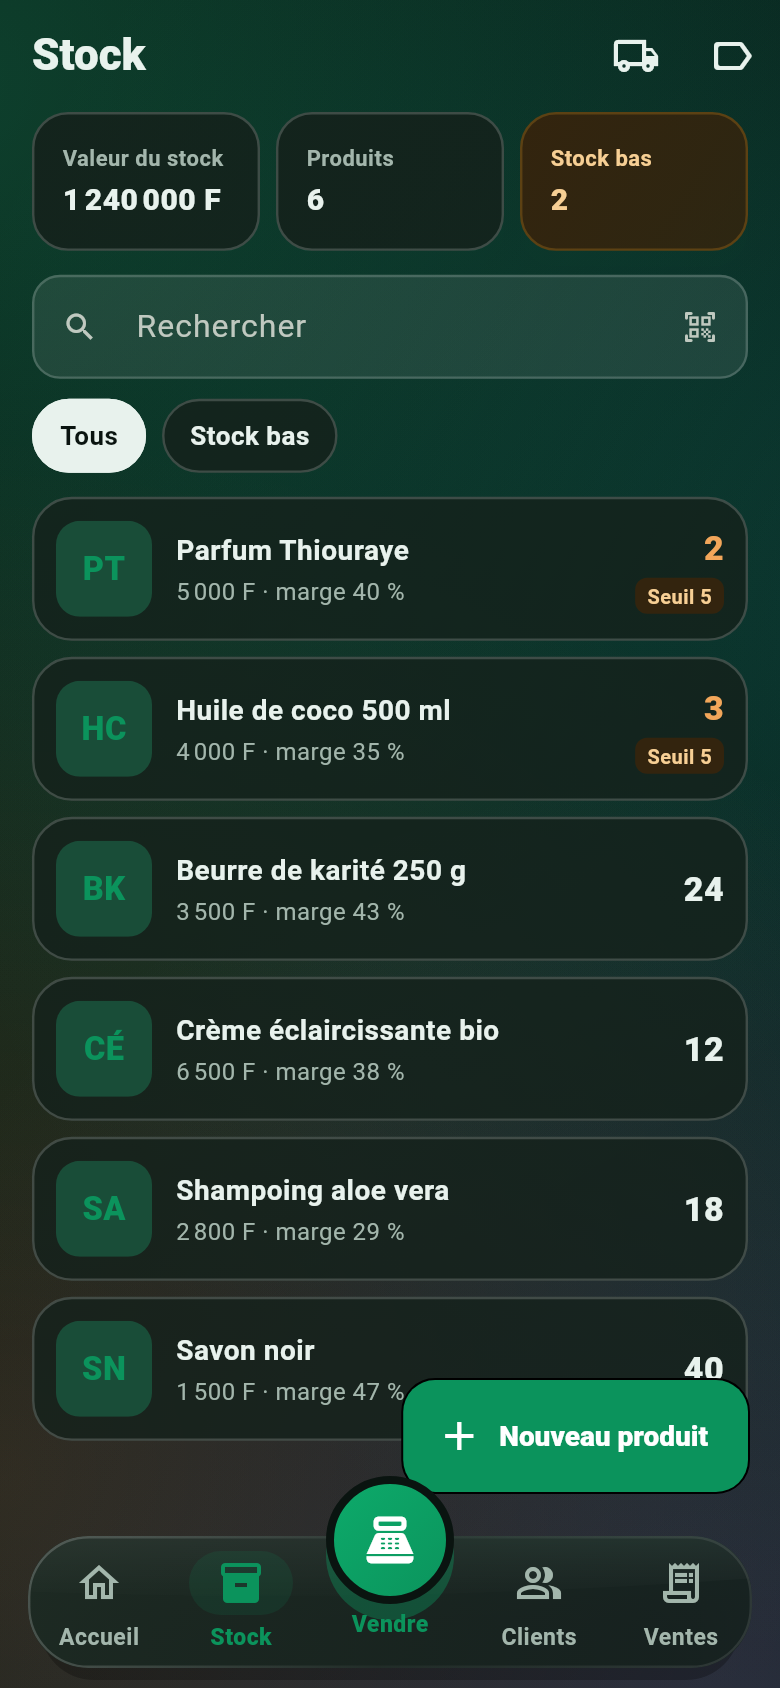 Stock
Valeur du stock
1 240 000 F
Produits
6
Stock bas
2
Rechercher
Tous
Stock bas
PT
Parfum Thiouraye
5 000 F · marge 40 %
2
Seuil 5
HC
Huile de coco 500 ml
4 000 F · marge 35 %
3
Seuil 5
BK
Beurre de karité 250 g
3 500 F · marge 43 %
24
CÉ
Crème éclaircissante bio
6 500 F · marge 38 %
12
SA
Shampoing aloe vera
2 800 F · marge 29 %
18
SN
Savon noir
1 500 F · marge 47 %
40
Nouveau produit
Accueil
Stock
Vendre
Clients
Ventes